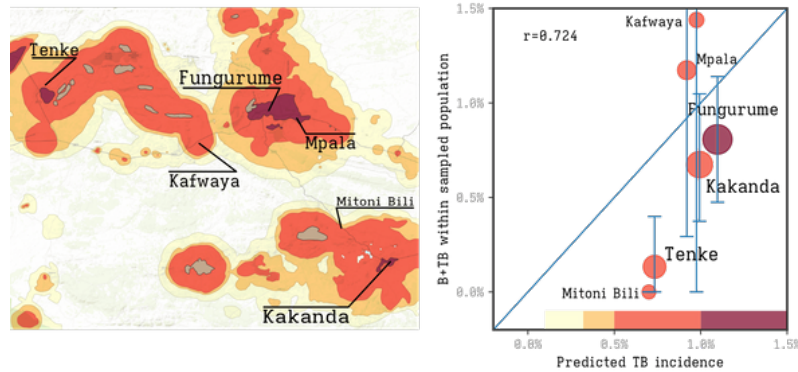 Tenke
Fungurume
Mpala
Kafwaya
Mitoni Bili
Kakanda
B+TB within sampled population
1.5%
1.0%
0.5%
0.0%
r=0.724
Kafwaya
Mpala
Fungurume
Kakanda
Tenke
Mitoni Bili
0.0% 0.5% 1.0% 1.5%
Predicted TB incidence